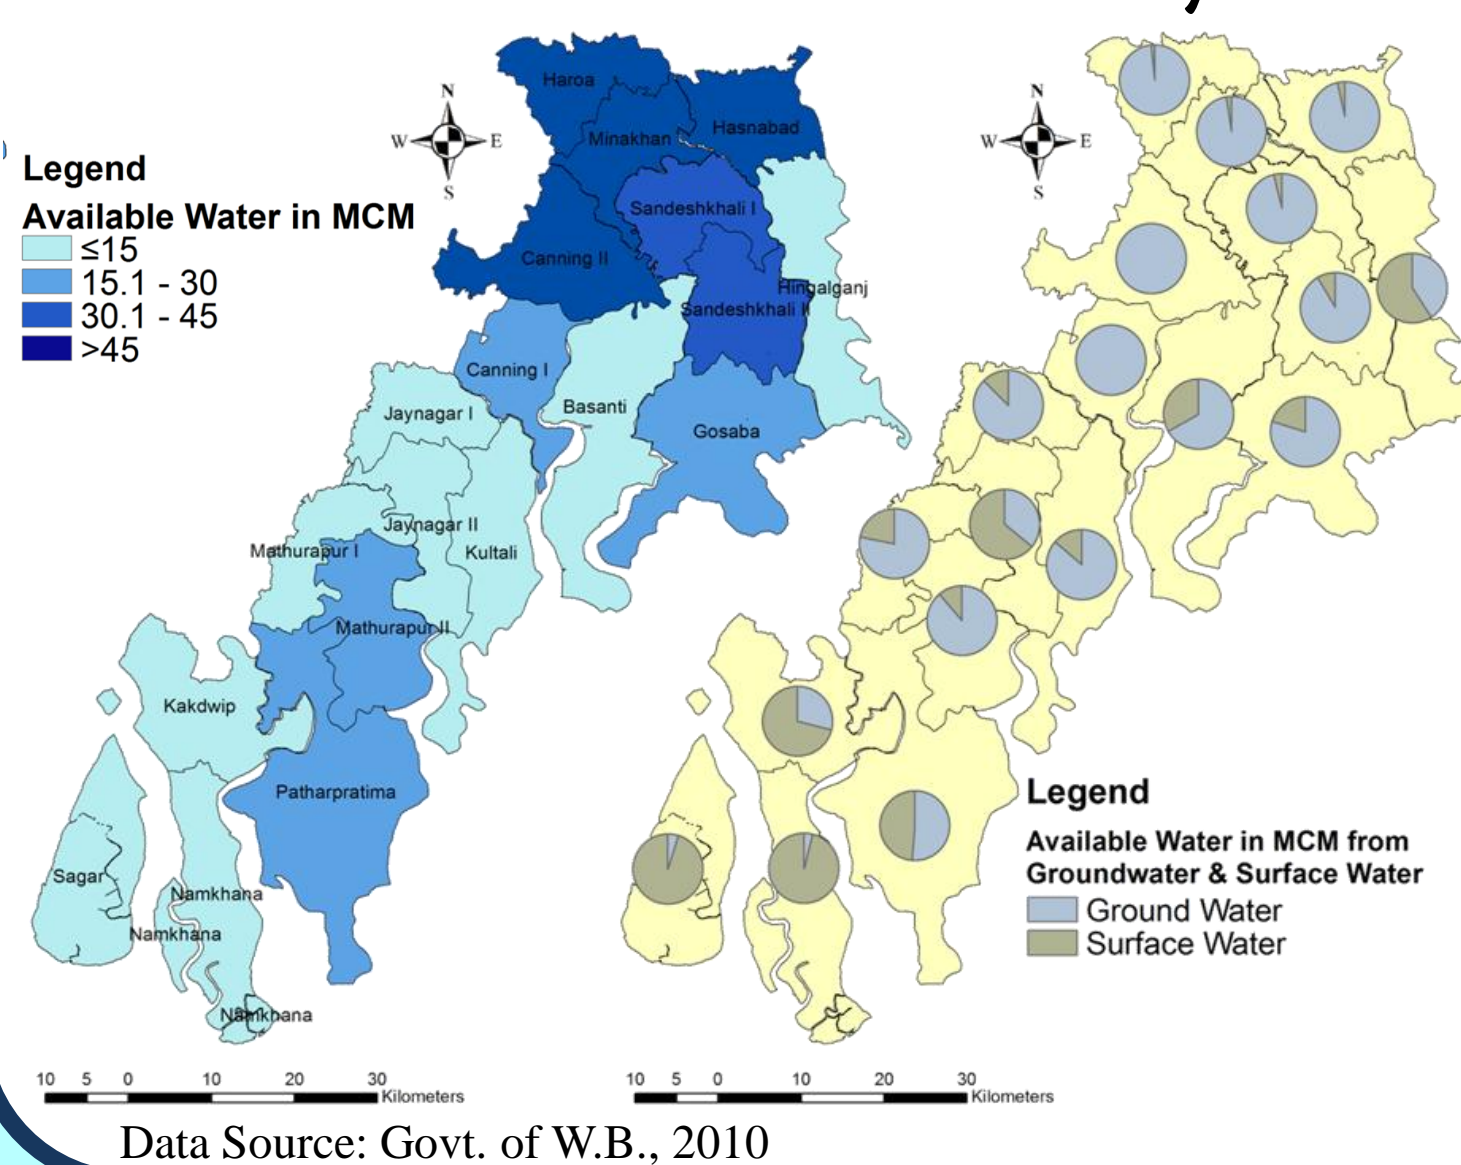 Legend
Available Water in MCM
≤15
15.1 - 30
30.1 - 45
>45
N
W
E
S
Haroa
Minakhan
Hasnabad
Sandeshkhali I
Canning II
Hingalganj
Sandeshkhali II
Canning I
Jaynagar I
Basanti
Gosaba
Jaynagar II
Mathurapur I
Kultali
Mathurapur II
Kakdwip
Patharpratima
Sagar
Namkhana
Namkhana
Namkhana
10 5 0 10 20 30
Kilometers
N
W
E
S
Legend
Available Water in MCM from
Groundwater & Surface Water
Ground Water
Surface Water
10 5 0 10 20 30
Kilometers
Data Source: Govt. of W.B., 2010